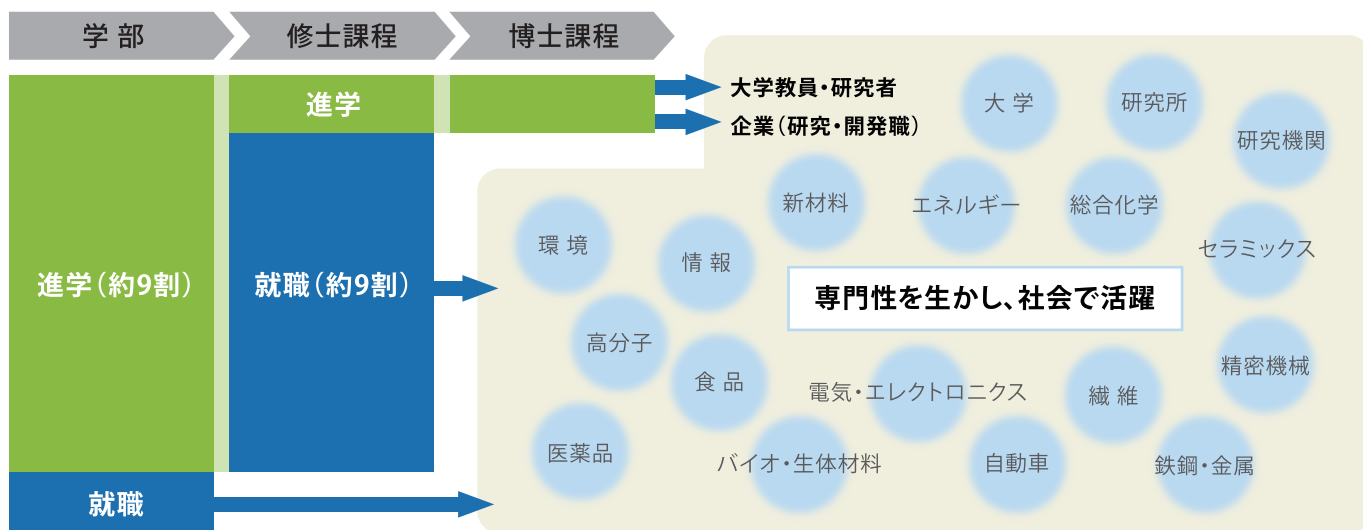 学部
修士課程
博士課程
進学
大学教員・研究者
企業（研究・開発職）
進学（約9割）
就職（約9割）
就職
大学
研究所
研究機関
新材料
エネルギー
総合化学
セラミックス
環境
情報
専門性を生かし、社会で活躍
高分子
食品
電気・エレクトロニクス
繊維
精密機械
医薬品
バイオ・生体材料
自動車
鉄鋼・金属